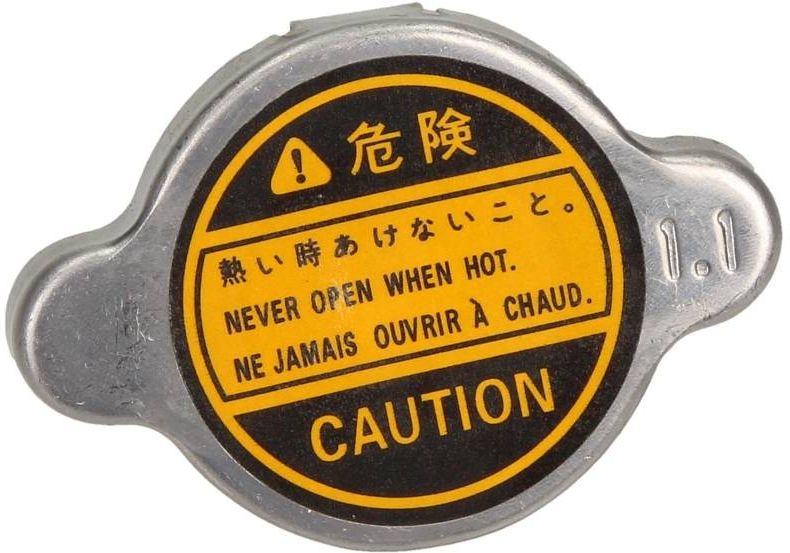 危険
熱い時あけないこと。
NEVER OPEN WHEN HOT.
NE JAMAIS OUVRIR À CHAUD.
CAUTION
1.1